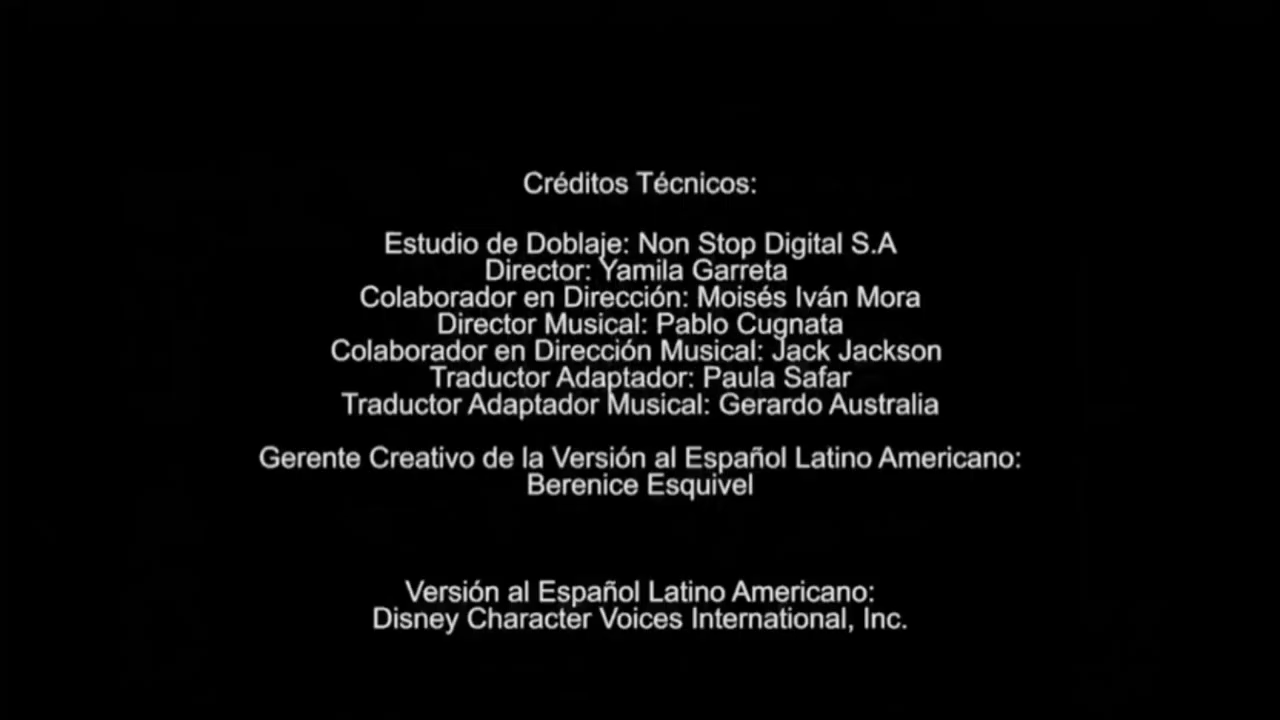 Créditos Técnicos:
Estudio de Doblaje: Non Stop Digital S.A
Director: Yamila Garreta
Colaborador en Dirección: Moisés Iván Mora
Director Musical: Pablo Cugnata
Colaborador en Dirección Musical: Jack Jackson
Traductor Adaptador: Paula Safar
Traductor Adaptador Musical: Gerardo Australia
Gerente Creativo de la Versión al Español Latino Americano:
Berenice Esquivel
Versión al Español Latino Americano:
Disney Character Voices International, Inc.